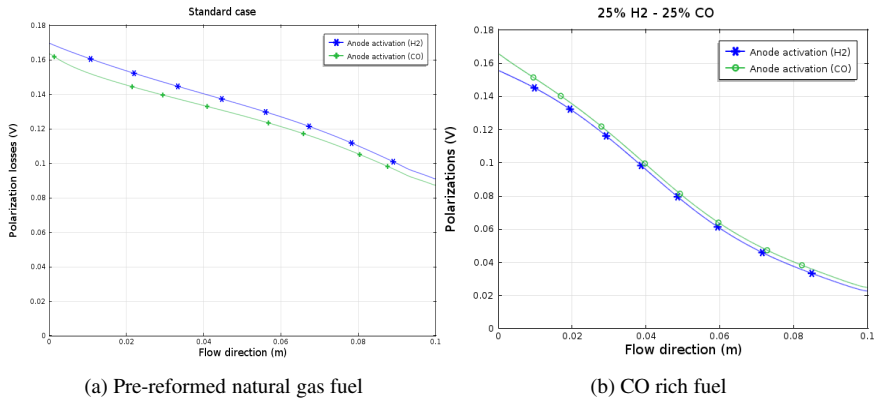 Standard case
Polarization losses (V)
0.18
0.16
0.14
0.12
0.1
0.08
0.06
0.04
0.02
0
Anode activation (H2)
Anode activation (CO)
0
0.02
0.04
0.06
0.08
0.1
Flow direction (m)
(a) Pre-reformed natural gas fuel
25% H2 - 25% CO
Polarizations (V)
0.18
0.16
0.14
0.12
0.1
0.08
0.06
0.04
0.02
0
Anode activation (H2)
Anode activation (CO)
0
0.02
0.04
0.06
0.08
0.1
Flow direction (m)
(b) CO rich fuel